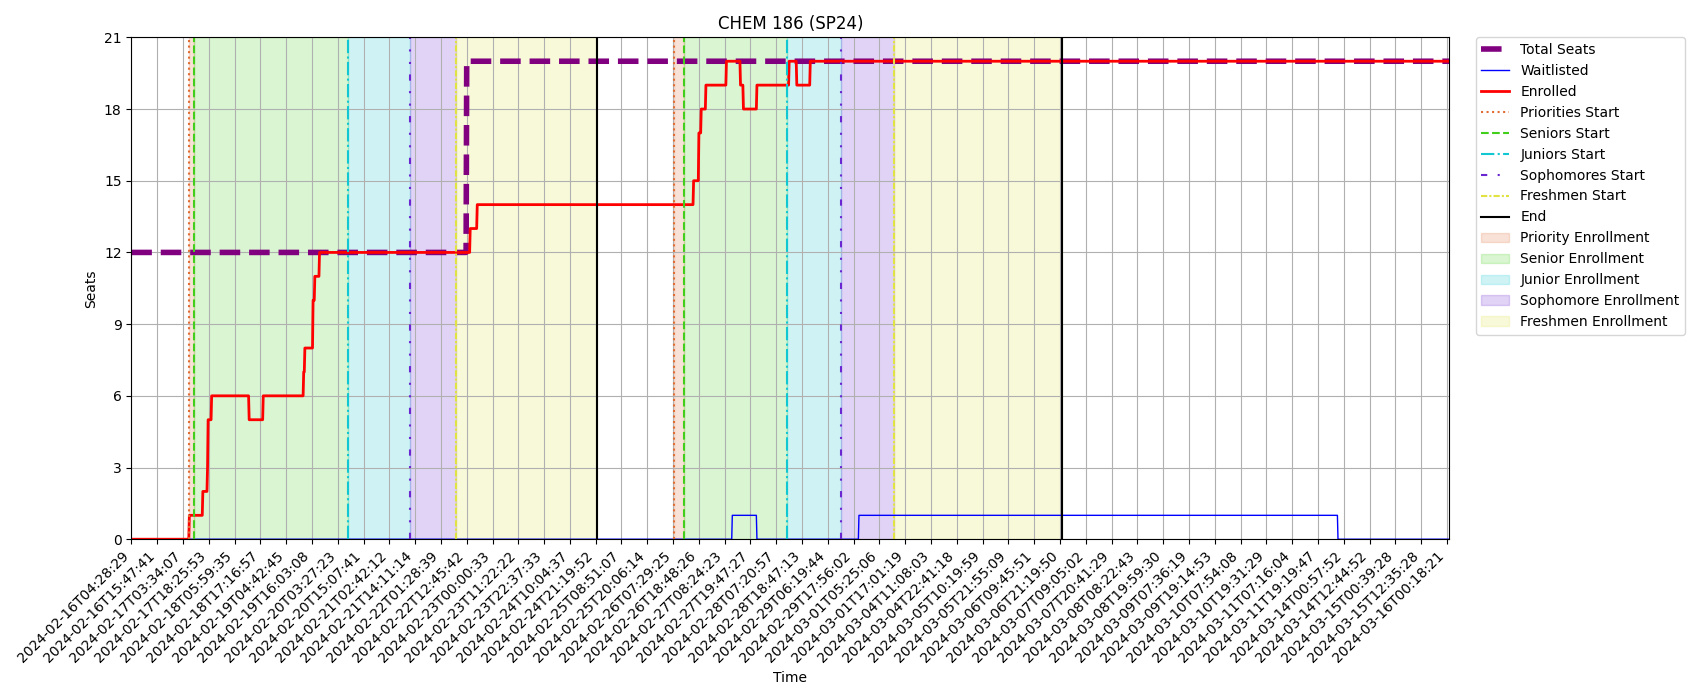 CHEM 186 (SP24)
21
18
15
12
9
6
3
0
Seats
2024-02-16T04:28:29
2024-02-16T15:47:41
2024-02-17T03:34:07
2024-02-17T18:25:53
2024-02-18T05:59:35
2024-02-18T17:16:57
2024-02-19T04:42:45
2024-02-19T16:03:08
2024-02-20T03:27:23
2024-02-20T15:07:41
2024-02-21T02:42:12
2024-02-21T14:11:14
2024-02-22T01:28:39
2024-02-22T12:45:42
2024-02-23T00:00:33
2024-02-23T11:22:22
2024-02-23T22:37:33
2024-02-24T10:04:37
2024-02-24T21:19:52
2024-02-25T08:51:07
2024-02-25T20:06:14
2024-02-26T07:29:25
2024-02-26T18:48:26
2024-02-27T08:24:23
2024-02-27T19:47:27
2024-02-28T07:20:57
2024-02-28T18:47:13
2024-02-29T06:19:44
2024-02-29T17:56:02
2024-03-01T05:25:06
2024-03-01T17:01:19
2024-03-04T11:08:03
2024-03-04T22:41:18
2024-03-05T10:19:59
2024-03-05T21:55:09
2024-03-06T09:45:51
2024-03-06T21:19:50
2024-03-07T09:05:02
2024-03-07T20:41:29
2024-03-08T08:22:43
2024-03-08T19:59:30
2024-03-09T07:36:19
2024-03-09T19:14:53
2024-03-10T07:54:08
2024-03-10T19:31:29
2024-03-11T07:16:04
2024-03-11T19:19:47
2024-03-14T00:57:52
2024-03-14T12:44:52
2024-03-15T00:39:28
2024-03-15T12:35:28
2024-03-16T00:18:21
Time
Total Seats
Waitlisted
Enrolled
Priorities Start
Seniors Start
Juniors Start
Sophomores Start
Freshmen Start
End
Priority Enrollment
Senior Enrollment
Junior Enrollment
Sophomore Enrollment
Freshmen Enrollment